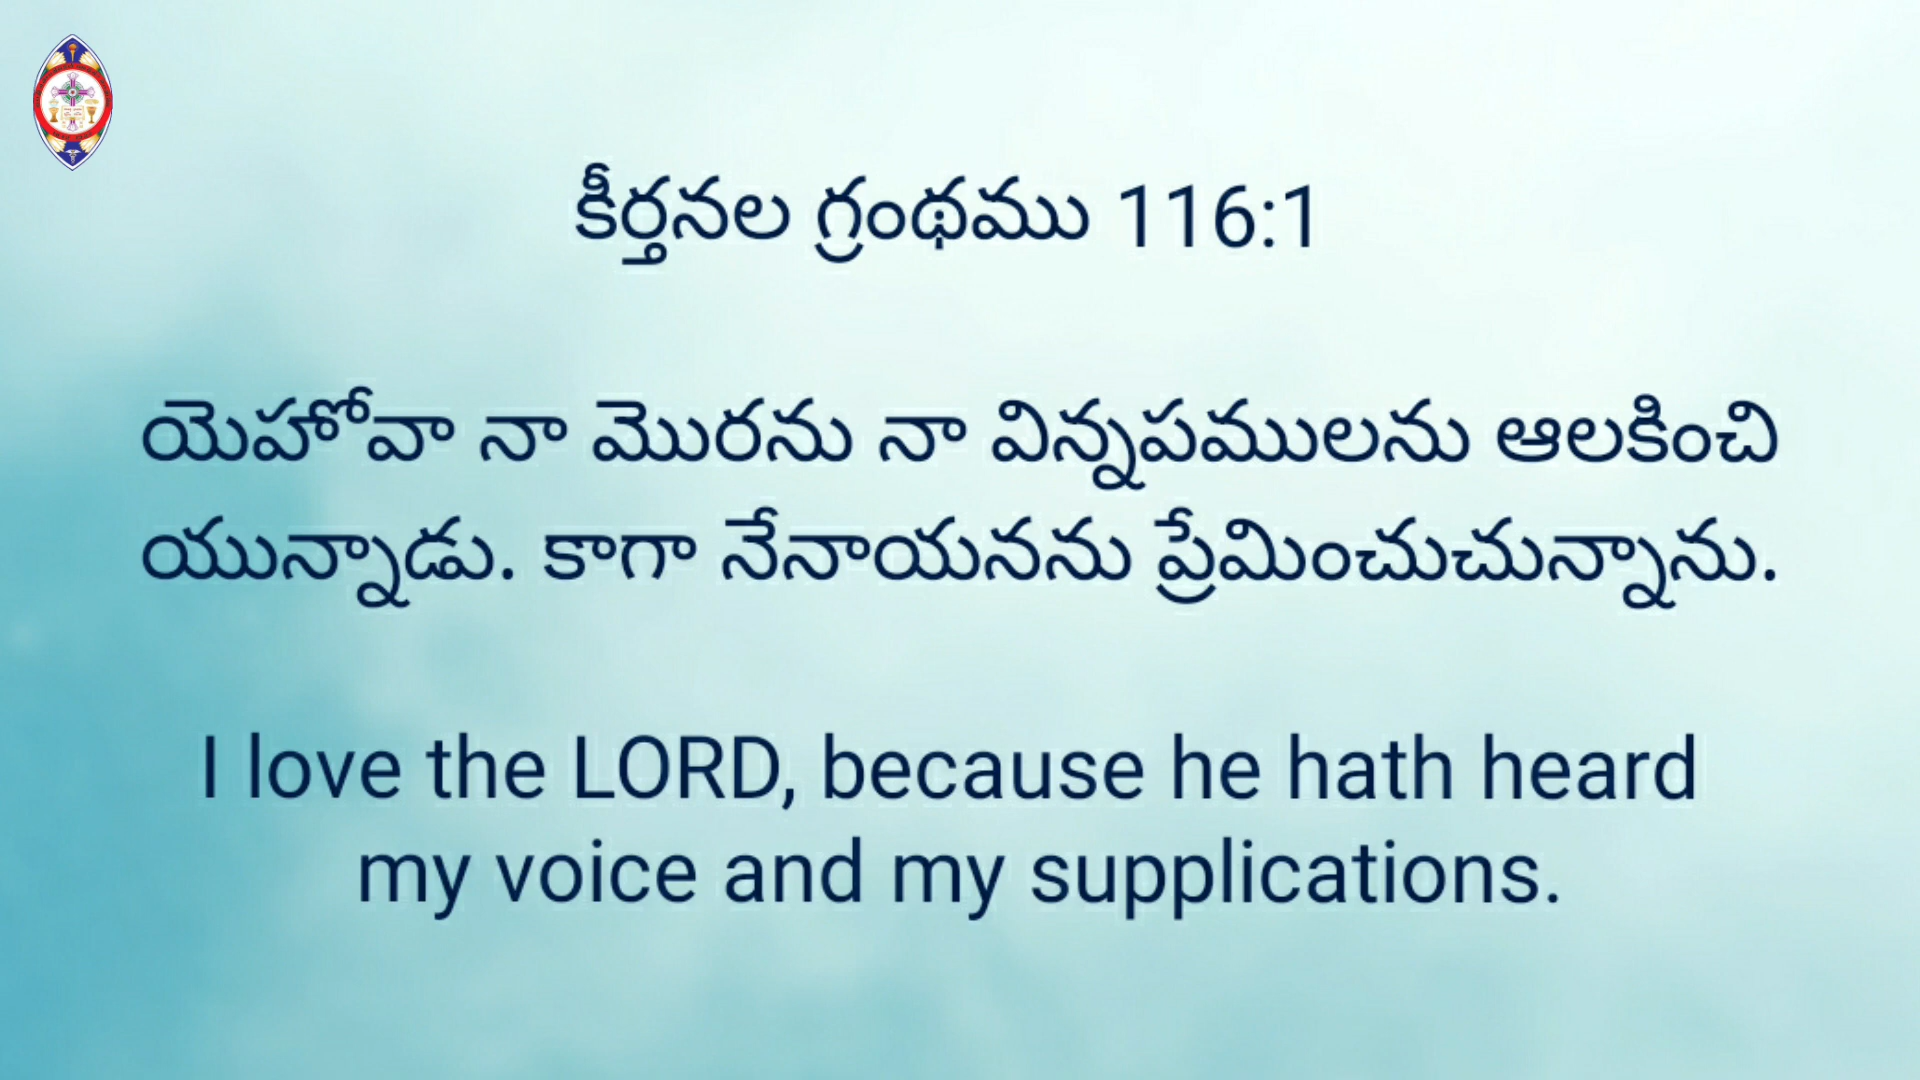 కీర్తనల గ్రంథము 116:1
యెహోవా నా మొరను నా విన్నపములను ఆలకించి
యున్నాడు. కాగా నేనాయనను ప్రేమించుచున్నాను.
I love the LORD, because he hath heard
my voice and my supplications.